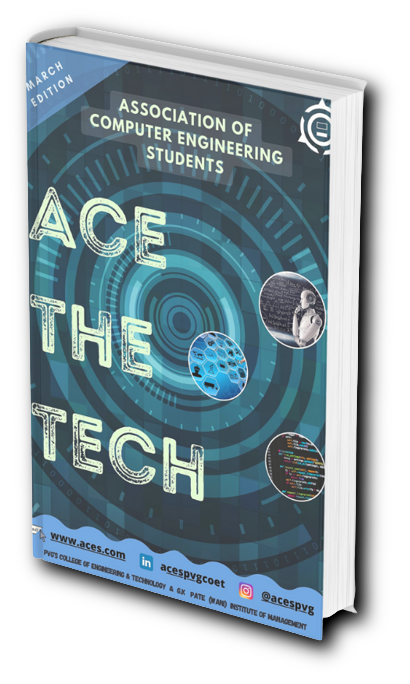 MARCH
EDITION
ASSOCIATION OF
COMPUTER ENGINEERING
STUDENTS
ACE
THE
TECH
www.aces.com
in
acespvgcoet
@acespvg
PVG'S COLLEGE OF ENGINEERING & TECHNOLOGY & G.K PATE (WANI) INSTITUTE OF MANAGEMENT